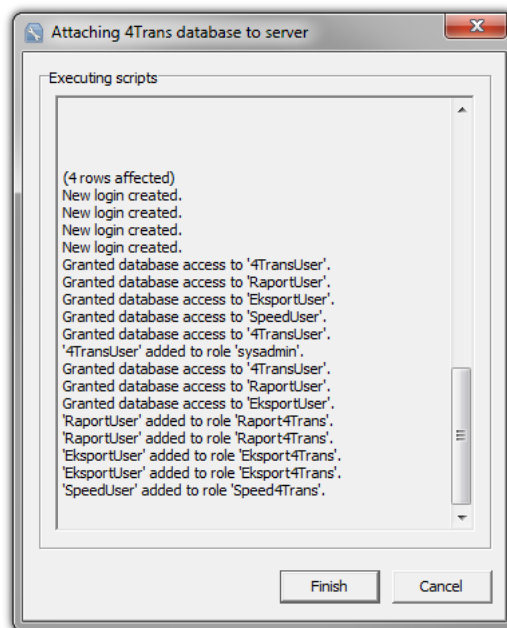 Attaching 4Trans database to server
Executing scripts
(4 rows affected)
New login created.
New login created.
New login created.
New login created.
Granted database access to '4TransUser'.
Granted database access to 'RaportUser'.
Granted database access to 'EksportUser'.
Granted database access to 'SpeedUser'.
Granted database access to '4TransUser'.
'4TransUser' added to role 'sysadmin'.
Granted database access to '4TransUser'.
Granted database access to 'RaportUser'.
Granted database access to 'EksportUser'.
'RaportUser' added to role 'Raport4Trans'.
'RaportUser' added to role 'Raport4Trans'.
'EksportUser' added to role 'Eksport4Trans'.
'EksportUser' added to role 'Eksport4Trans'.
'SpeedUser' added to role 'Speed4Trans'.
Finish Cancel